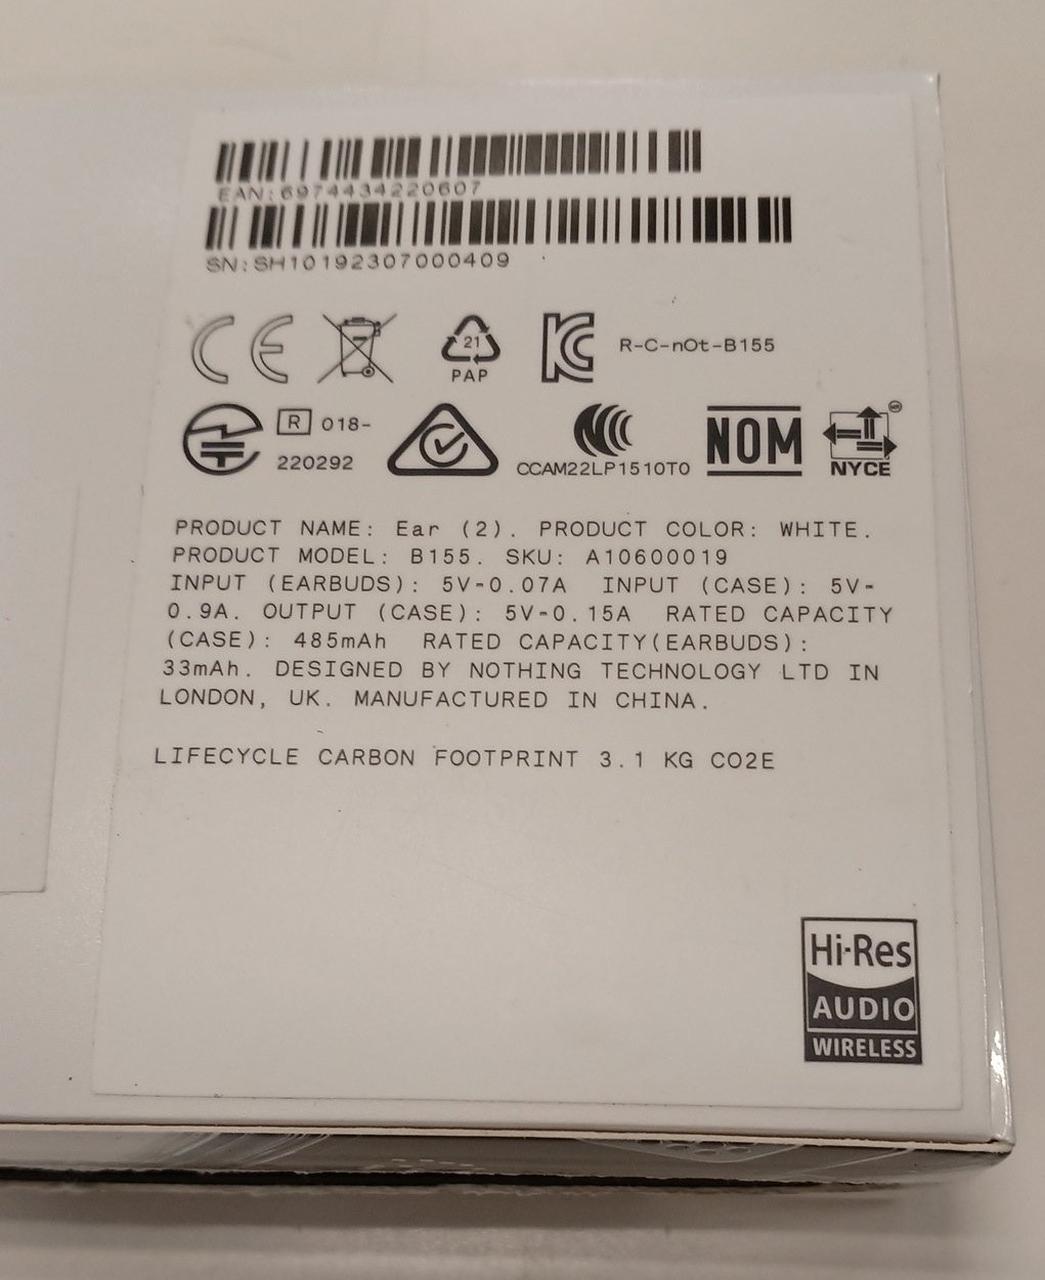 EAN:6974434220607
SN:SH10192307000409
CE 21 PAP KC R-C-nOt-B155
R 018-220292 CCAM22LP1510T0 NOM NYCE
PRODUCT NAME: Ear (2). PRODUCT COLOR: WHITE.
PRODUCT MODEL: B155. SKU: A10600019
INPUT (EARBUDS): 5V⎓0.07A INPUT (CASE): 5V⎓
0.9A. OUTPUT (CASE): 5V⎓0.15A RATED CAPACITY
(CASE): 485mAh RATED CAPACITY(EARBUDS):
33mAh. DESIGNED BY NOTHING TECHNOLOGY LTD IN
LONDON, UK. MANUFACTURED IN CHINA.
LIFECYCLE CARBON FOOTPRINT 3.1 KG CO2E
Hi-Res
AUDIO
WIRELESS